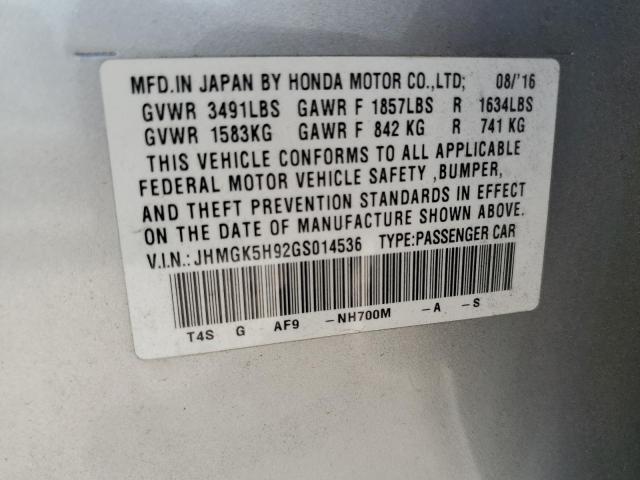 MFD.IN JAPAN BY HONDA MOTOR CO.,LTD; 08/'16
GVWR 3491LBS GAWR F 1857LBS R 1634LBS
GVWR 1583KG GAWR F 842 KG R 741 KG
THIS VEHICLE CONFORMS TO ALL APPLICABLE
FEDERAL MOTOR VEHICLE SAFETY ,BUMPER,
AND THEFT PREVENTION STANDARDS IN EFFECT
ON THE DATE OF MANUFACTURE SHOWN ABOVE.
V.I.N.: JHMGK5H92GS014536 TYPE:PASSENGER CAR
T4S G AF9 -NH700M -A -S